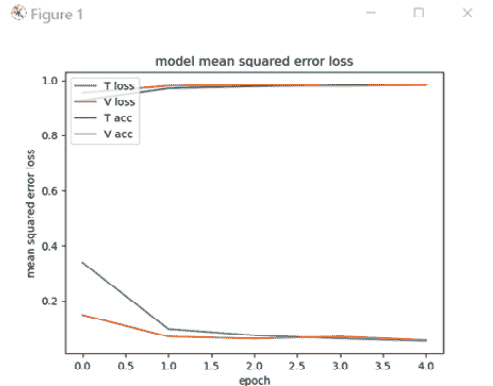 Figure 1
model mean squared error loss
T loss
V loss
T acc
V acc
mean squared error loss
1.0
0.8
0.6
0.4
0.2
0.0 0.5 1.0 1.5 2.0 2.5 3.0 3.5 4.0
epoch